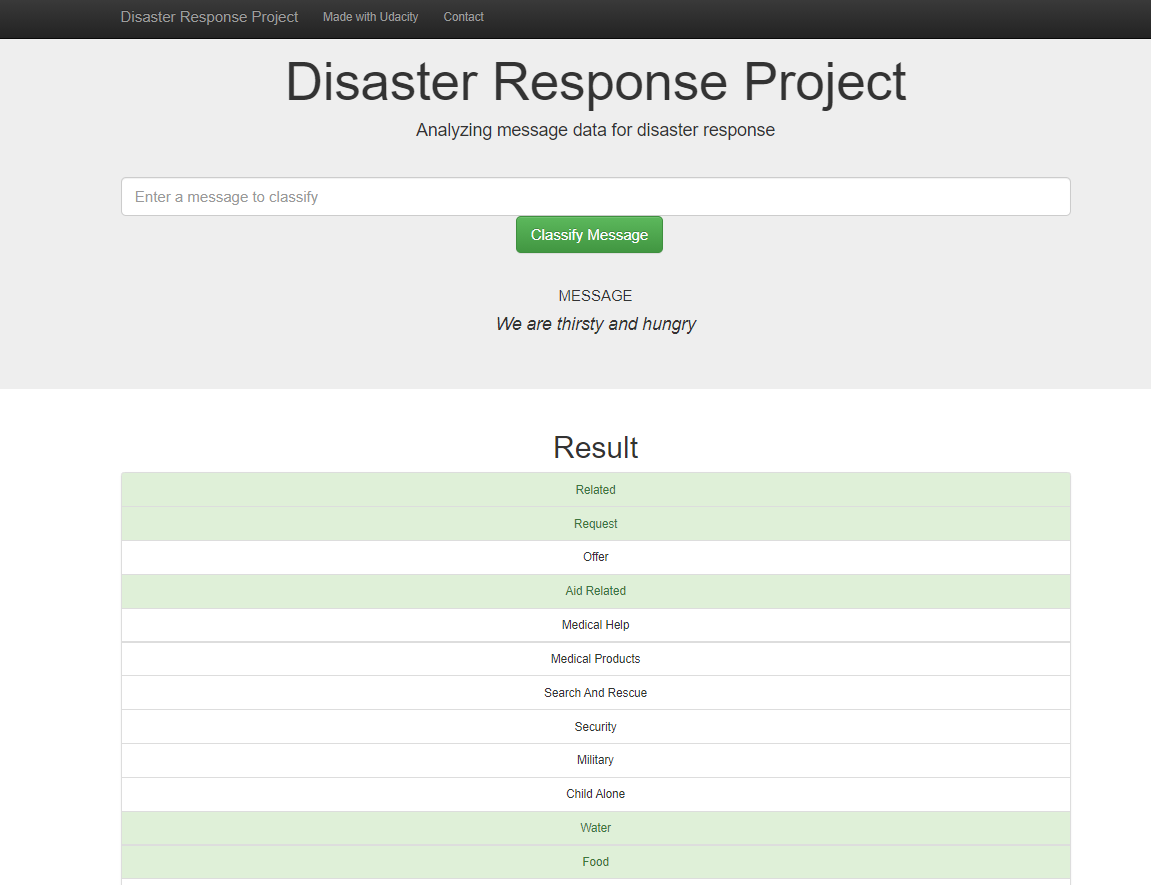 Disaster Response Project Made with Udacity Contact
Disaster Response Project
Analyzing message data for disaster response
Enter a message to classify
Classify Message
MESSAGE
We are thirsty and hungry
Result
Related
Request
Offer
Aid Related
Medical Help
Medical Products
Search And Rescue
Security
Military
Child Alone
Water
Food